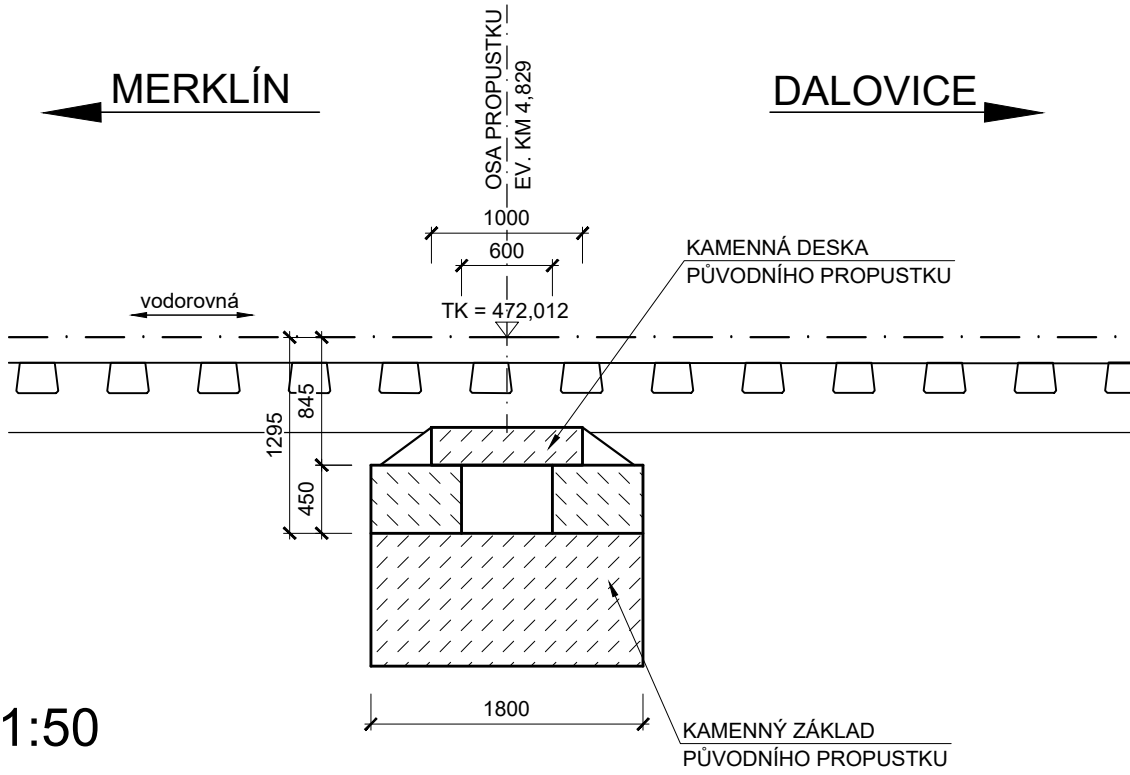 MERKLÍN
DALOVICE
OSA PROPUSTKU
EV. KM 4,829
1000
600
KAMENNÁ DESKA
PŮVODNÍHO PROPUSTKU
vodorovná
TK = 472,012
845
1295
450
1800
1:50
KAMENNÝ ZÁKLAD
PŮVODNÍHO PROPUSTKU